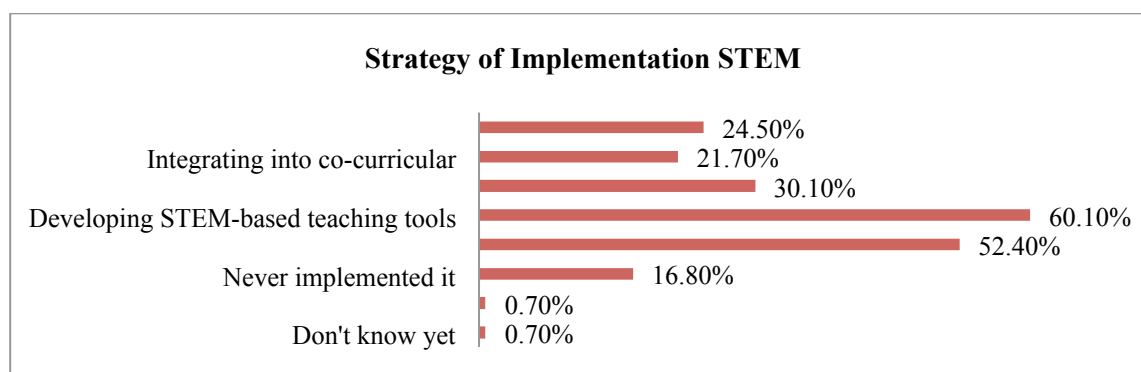 Strategy of Implementation STEM
24.50%
Integrating into co-curricular 21.70%
30.10%
Developing STEM-based teaching tools 60.10%
52.40%
Never implemented it 16.80%
0.70%
Don't know yet 0.70%